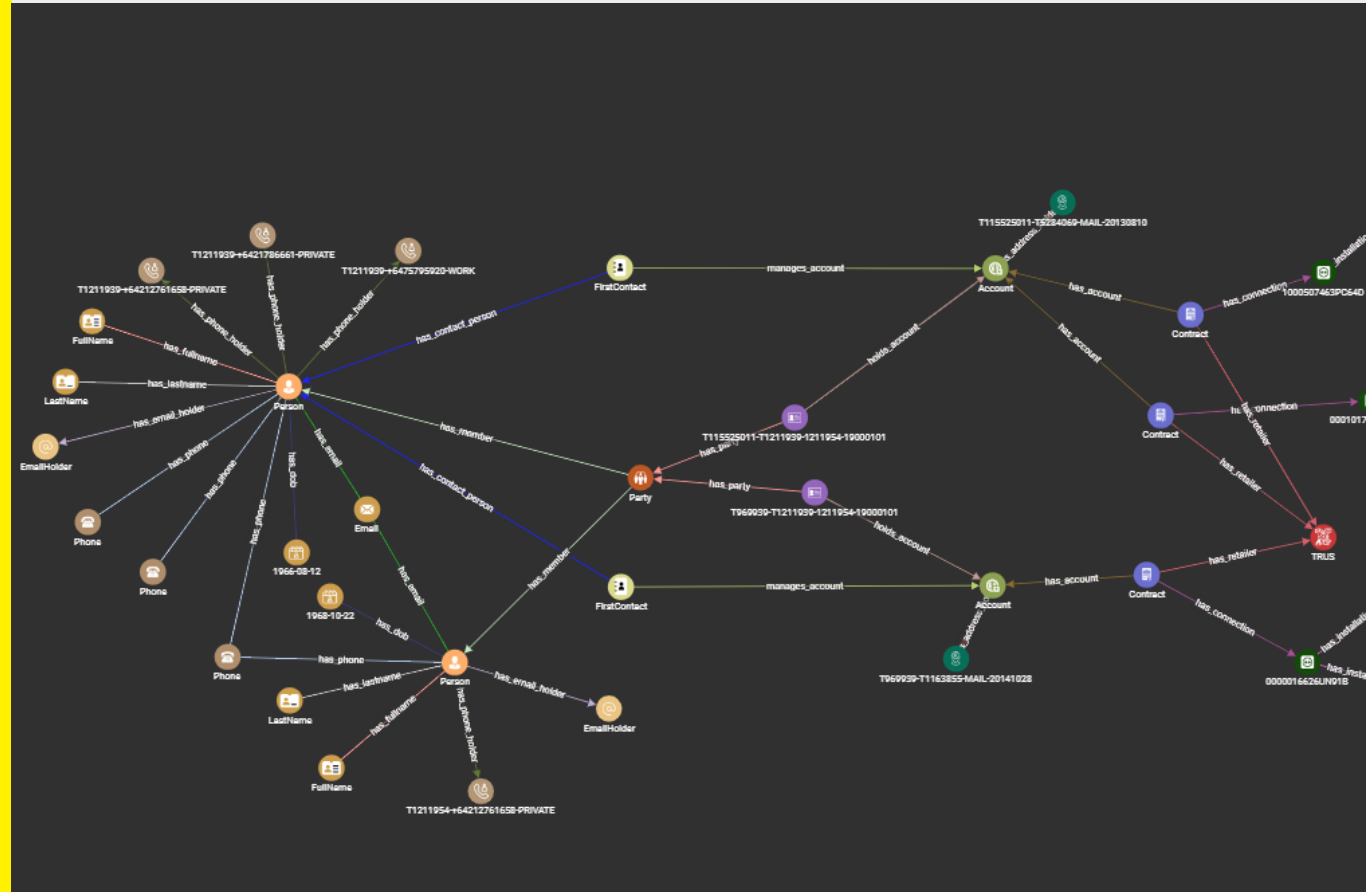 T115525011-T5284069-MAIL-20130810
T1211939-+6421786661-PRIVATE
T1211939-+6475795920-WORK
T1211939-+64212761658-PRIVATE
FirstContact
manages_account
Account
has_account
has_connection
1000507463PC64D
Contract
has_phone_holder
has_phone_holder
has_phone_holder
has_contact_person
FullName
has_fullname
holds_account
has_account
LastName
has_lastname
Person
has_email_holder
EmailHolder
has_member
T115525011-T1211939-1211954-19000101
Contract
has_retailer
has_phone
has_phone
has_phone
has_dob
has_email
has_contact_person
Party
has_party
T969939-T1211939-1211954-19000101
has_retailer
Phone
Email
holds_account
TRUS
1966-08-12
Phone
has_email
has_member
has_retailer
1968-10-22
has_dob
FirstContact
manages_account
Account
has_account
Contract
has_connection
Phone
has_phone
Person
has_lastname
has_email_holder
T969939-T1163855-MAIL-20141028
0000016626UN91B
LastName
has_fullname
has_phone_holder
EmailHolder
FullName
T1211954-+64212761658-PRIVATE